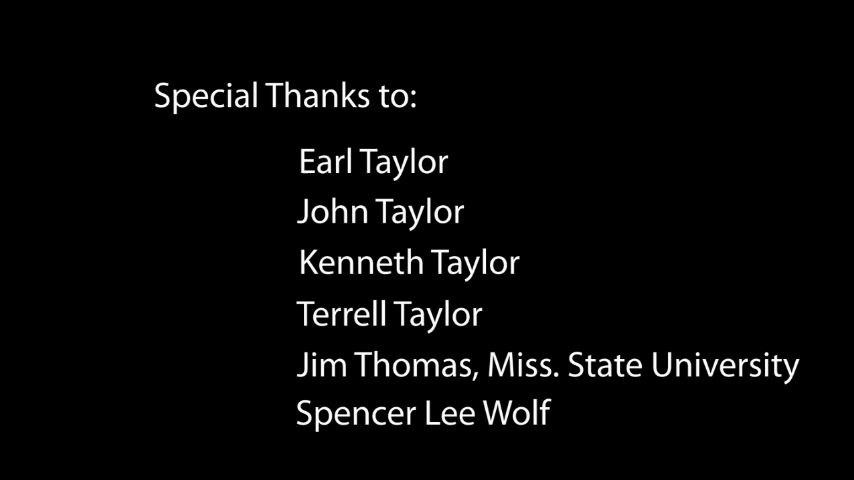 Special Thanks to:
Earl Taylor
John Taylor
Kenneth Taylor
Terrell Taylor
Jim Thomas, Miss. State University
Spencer Lee Wolf